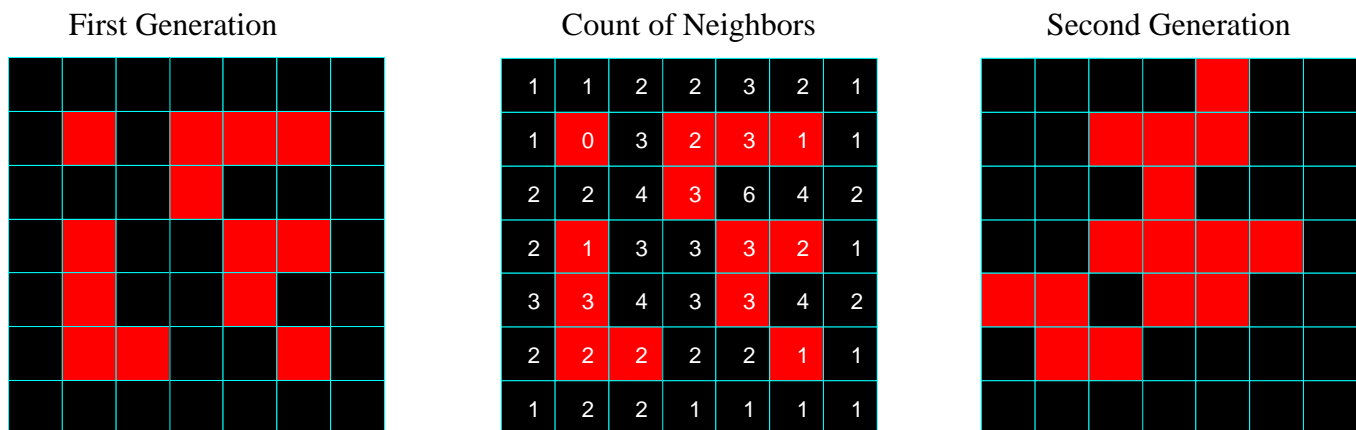 First Generation
Count of Neighbors
Second Generation
1 1 2 2 3 2 1
1 0 3 2 3 1 1
2 2 4 3 6 4 2
2 1 3 3 3 2 1
3 3 4 3 3 4 2
2 2 2 2 2 1 1
1 2 2 1 1 1 1